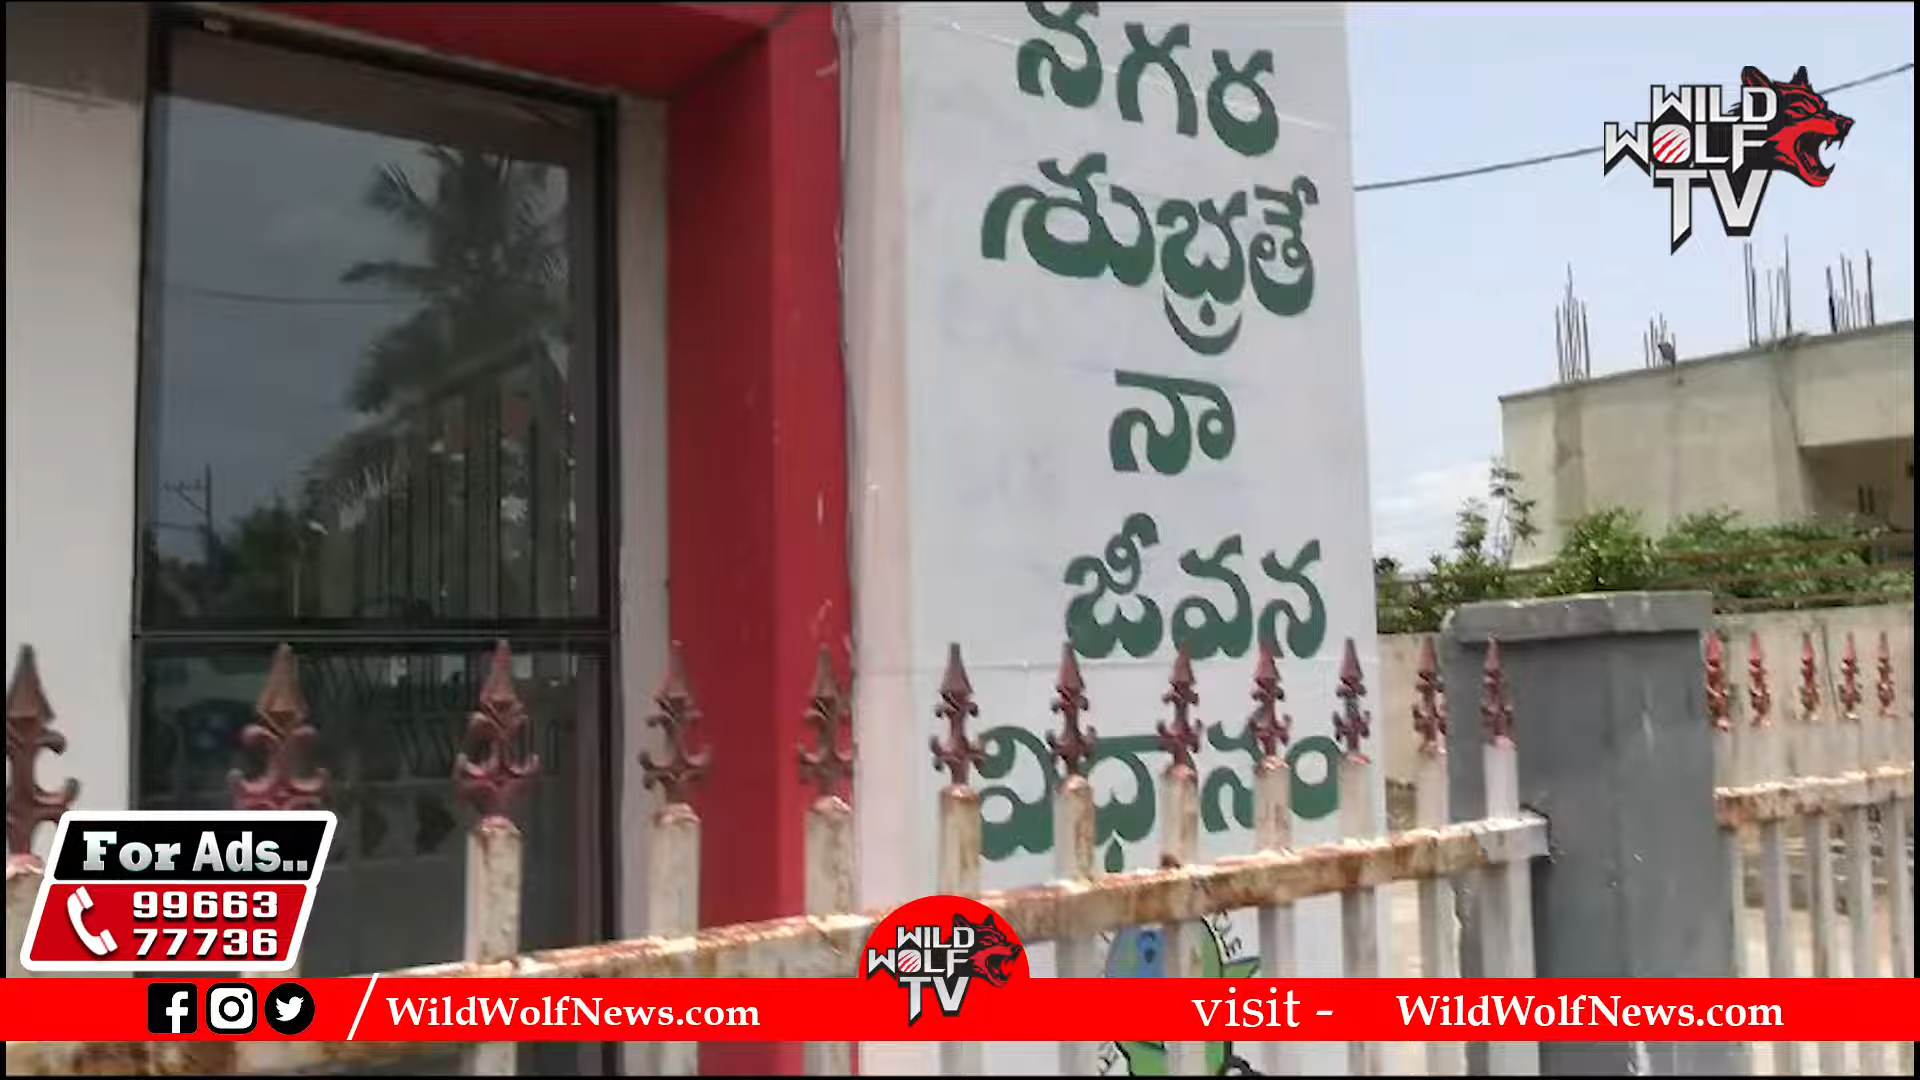 నగర
శుభ్రతే
నా
జీవన
విధానం
WILD
WOLF
TV
For Ads..
99663
77736
WILD
WOLF
TV
WildWolfNews.com
visit -
WildWolfNews.com